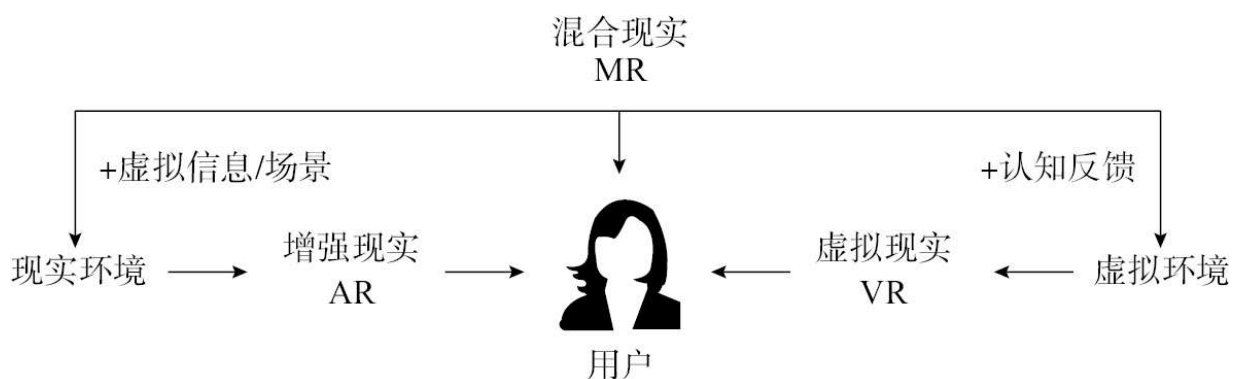 混合现实
MR
+虚拟信息/场景
+认知反馈
现实环境
增强现实
AR
虚拟现实
VR
虚拟环境
用户